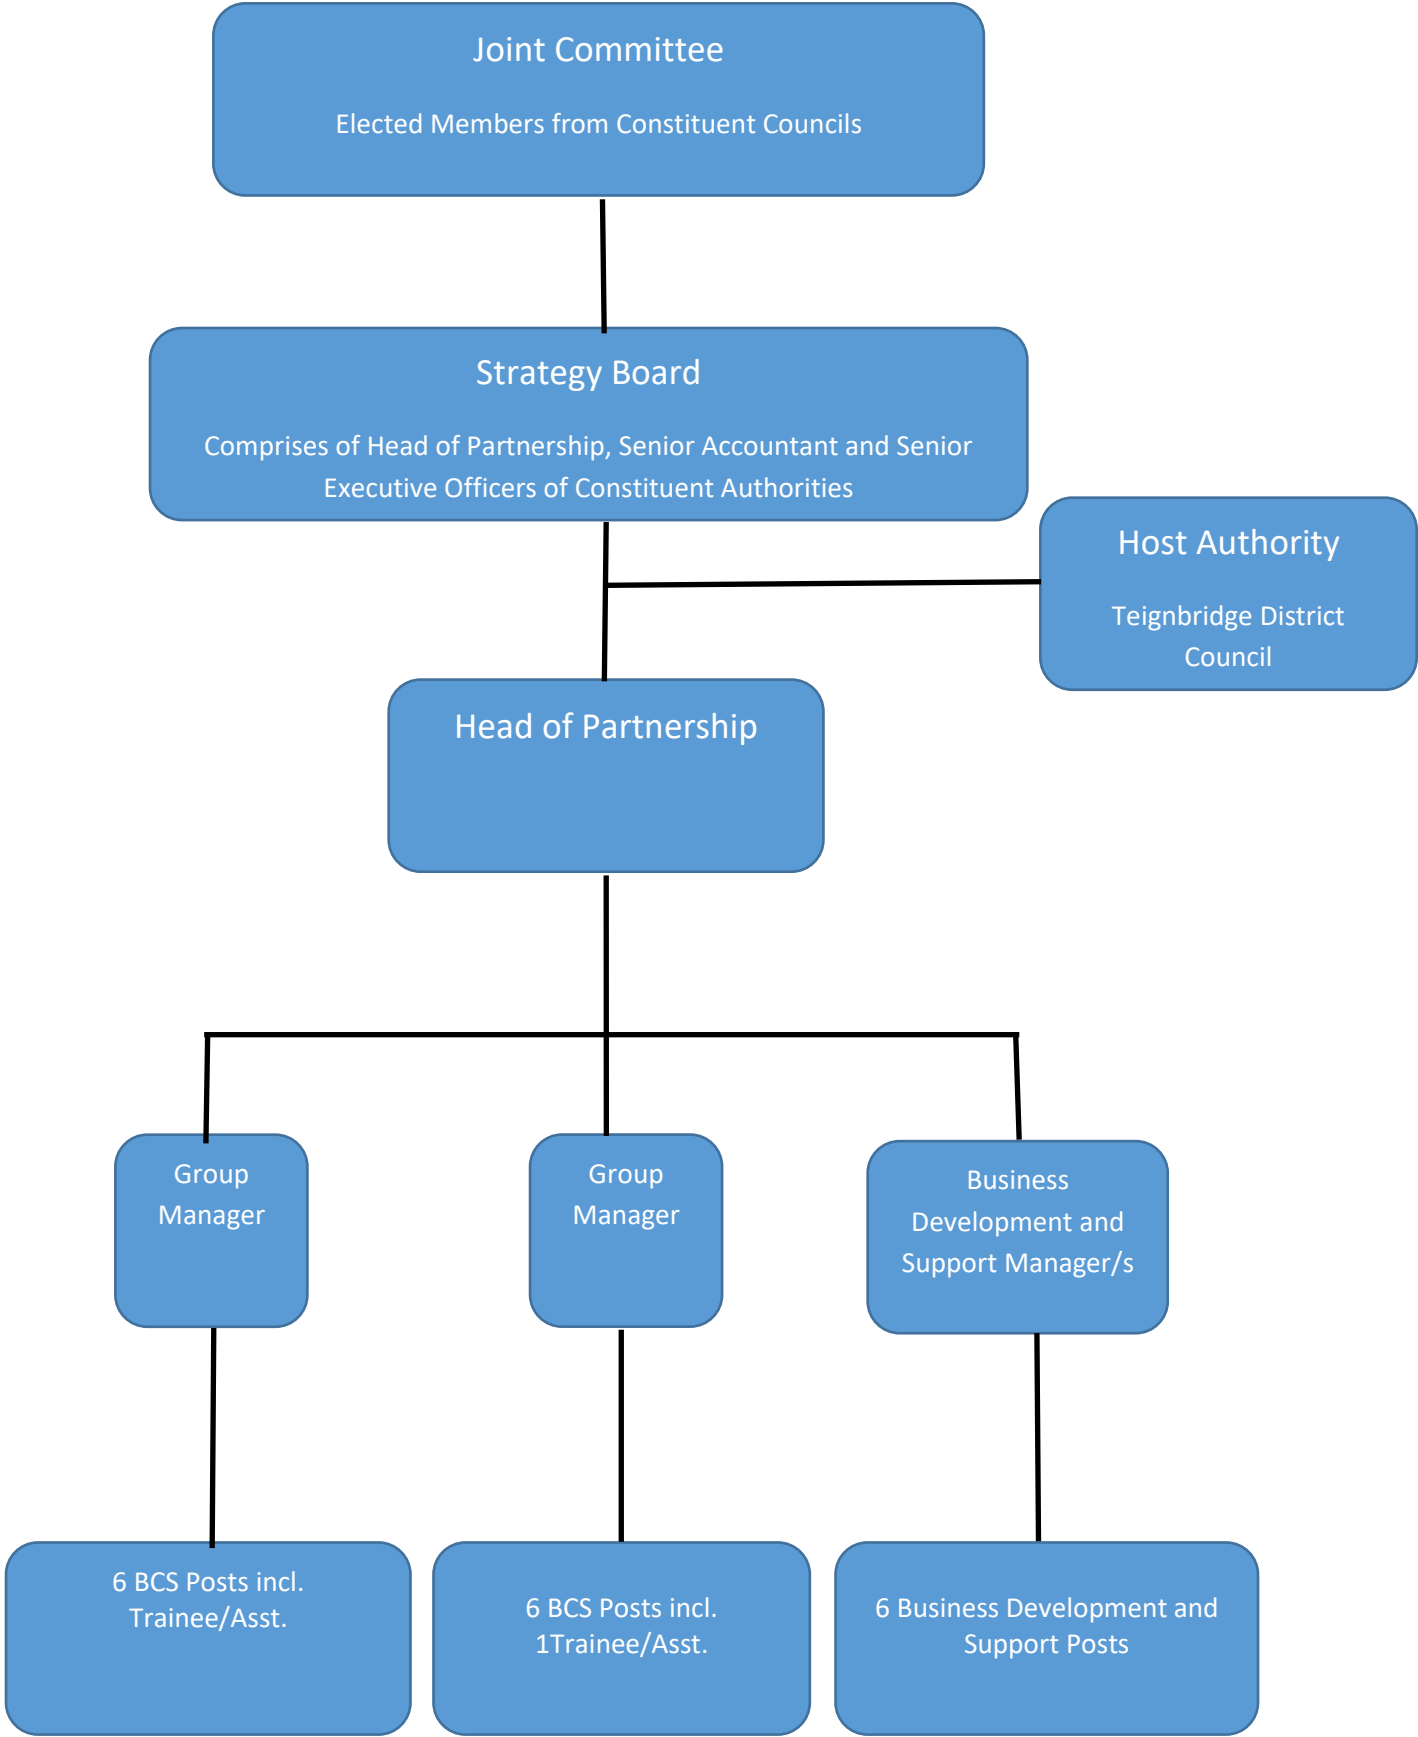 Joint Committee
Elected Members from Constituent Councils
Strategy Board
Comprises of Head of Partnership, Senior Accountant and Senior
Executive Officers of Constituent Authorities
Host Authority
Teignbridge District
Council
Head of Partnership
Group
Manager
Group
Manager
Business
Development and
Support Manager/s
6 BCS Posts incl.
Trainee/Asst.
6 BCS Posts incl.
1Trainee/Asst.
6 Business Development and
Support Posts